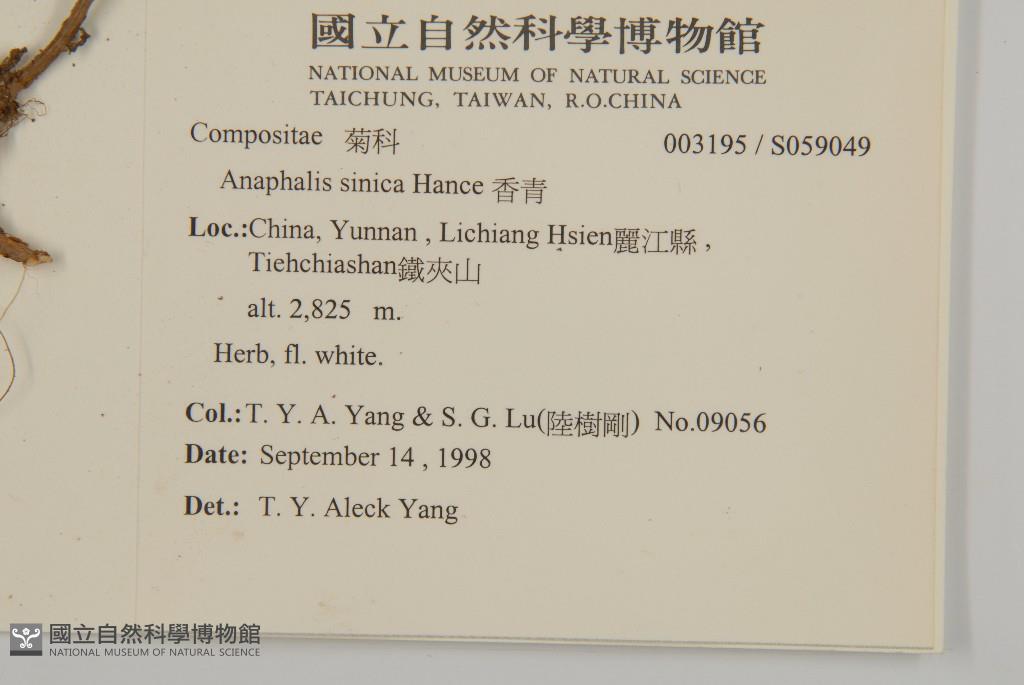 國立自然科學博物館
NATIONAL MUSEUM OF NATURAL SCIENCE
TAICHUNG, TAIWAN, R.O.CHINA
Compositae 菊科 003195 / S059049
Anaphalis sinica Hance 香青
Loc.:China, Yunnan , Lichiang Hsien麗江縣 ,
Tiehchiashan鐵夾山
alt. 2,825 m.
Herb, fl. white.
Col.: T. Y. A. Yang & S. G. Lu(陸樹剛) No.09056
Date: September 14 , 1998
Det.: T. Y. Aleck Yang
國立自然科學博物館
NATIONAL MUSEUM OF NATURAL SCIENCE